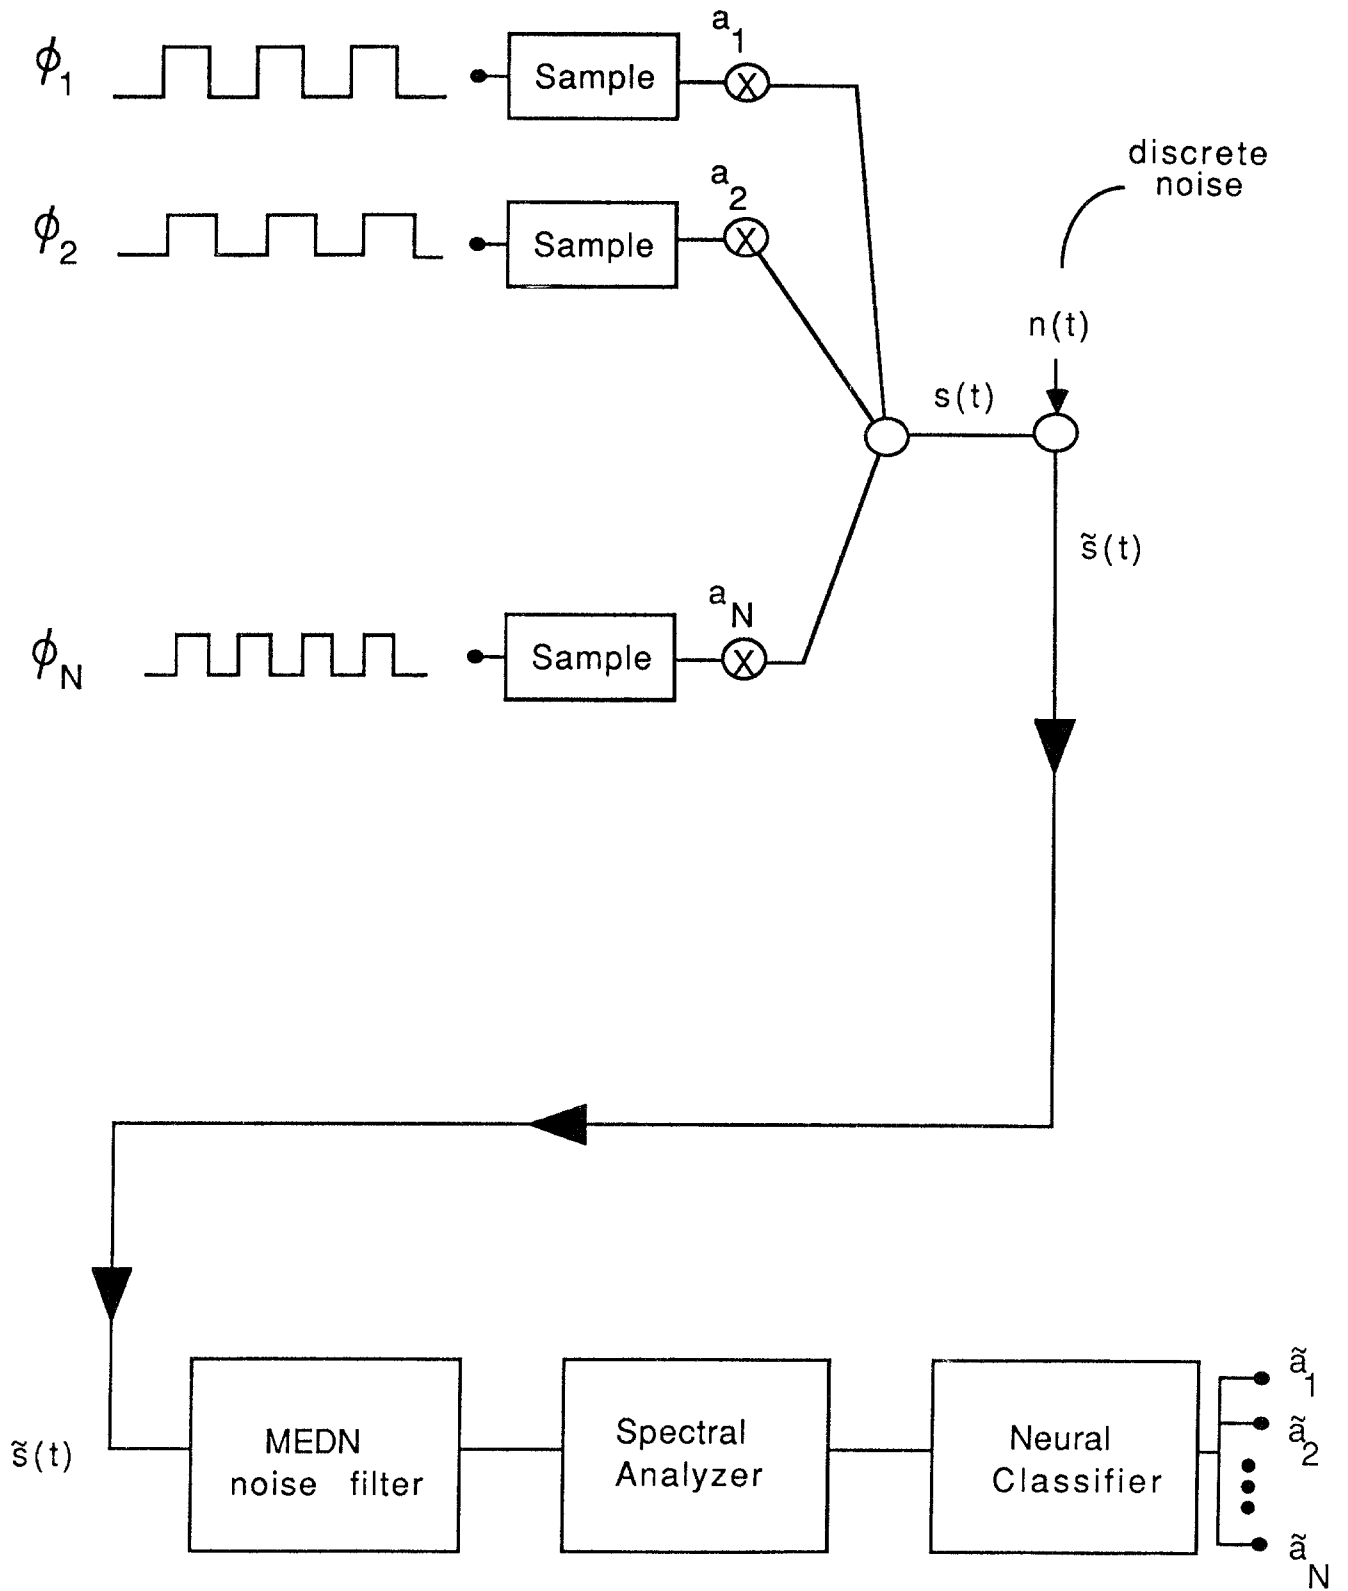 ϕ1
Sample
a1
X
discrete
noise
ϕ2
Sample
a2
X
n(t)
s(t)
s̃(t)
ϕN
Sample
aN
X
s̃(t)
MEDN
noise filter
Spectral
Analyzer
Neural
Classifier
ã1
ã2
ãN